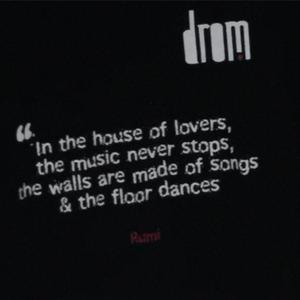 drom
“ In the house of lovers,
the music never stops,
the walls are made of songs
& the floor dances
Rumi